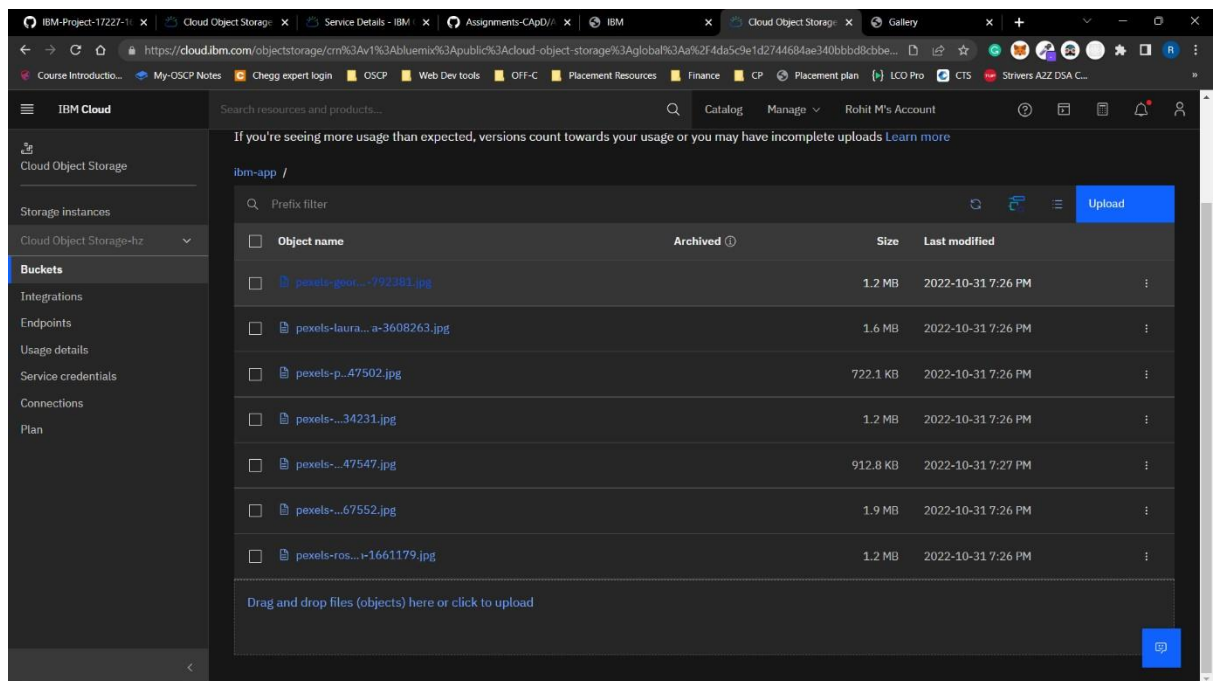 IBM-Project-17227-1 Cloud Object Storage Service Details - IBM Assignments-CApD/A IBM Cloud Object Storage Gallery
https://cloud.ibm.com/objectstorage/crn%3Av1%3Abluemix%3Apublic%3Acloud-object-storage%3Aglobal%3Aa%2F4da5c9e1d2744684ae340bbbd8cbbe...
Course Introductio... My-OSCP Notes Chegg expert login OSCP Web Dev tools OFF-C Placement Resources Finance CP Placement plan LCO Pro CTS Strivers A2Z DSA C... »
IBM Cloud Search resources and products... Catalog Manage Rohit M's Account
If you're seeing more usage than expected, versions count towards your usage or you may have incomplete uploads Learn more
Cloud Object Storage
ibm-app /
Storage instances
Cloud Object Storage-hz
Buckets
Integrations
Endpoints
Usage details
Service credentials
Connections
Plan
Prefix filter Upload
Object name Archived Size Last modified
pexels-geor...-792381.jpg 1.2 MB 2022-10-31 7:26 PM
pexels-laura... a-3608263.jpg 1.6 MB 2022-10-31 7:26 PM
pexels-p...47502.jpg 722.1 KB 2022-10-31 7:26 PM
pexels-...34231.jpg 1.2 MB 2022-10-31 7:26 PM
pexels-...47547.jpg 912.8 KB 2022-10-31 7:27 PM
pexels-...67552.jpg 1.9 MB 2022-10-31 7:26 PM
pexels-ros... -1661179.jpg 1.2 MB 2022-10-31 7:26 PM
Drag and drop files (objects) here or click to upload